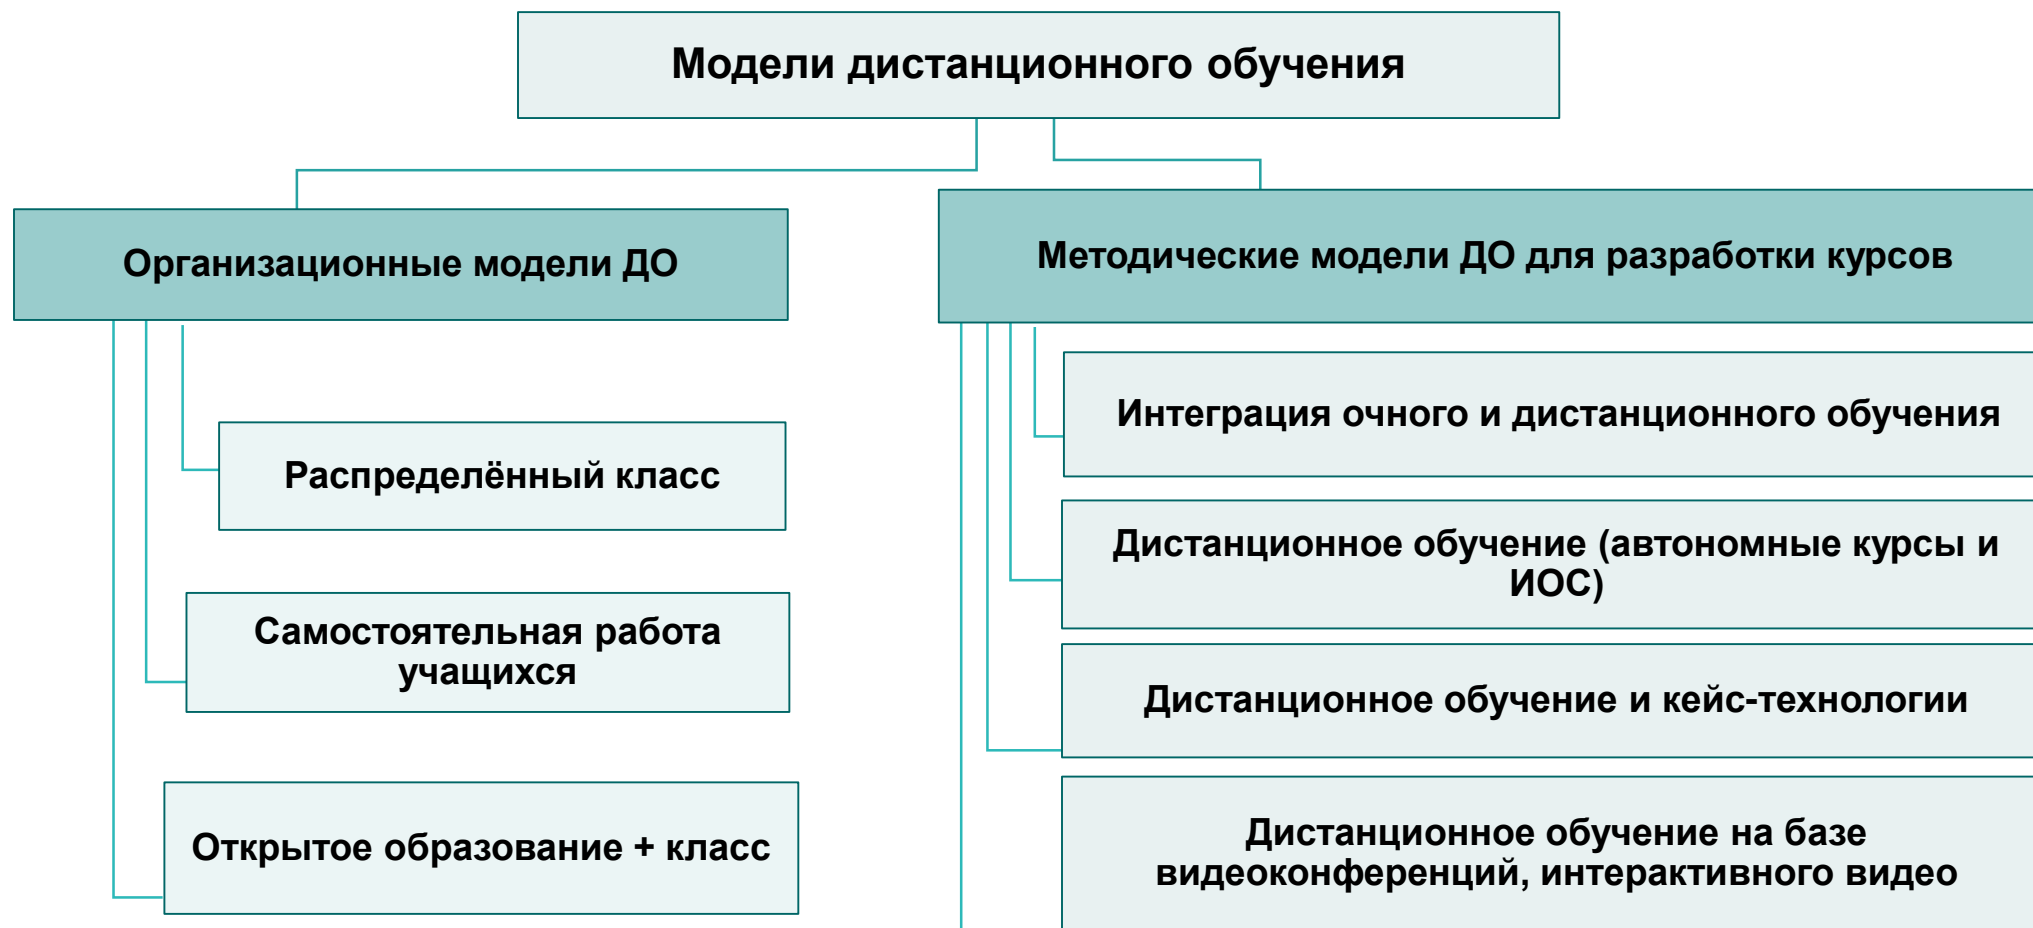 Модели дистанционного обучения
Организационные модели ДО
Распределённый класс
Самостоятельная работа
учащихся
Открытое образование + класс
Методические модели ДО для разработки курсов
Интеграция очного и дистанционного обучения
Дистанционное обучение (автономные курсы и
ИОС)
Дистанционное обучение и кейс-технологии
Дистанционное обучение на базе
видеоконференций, интерактивного видео